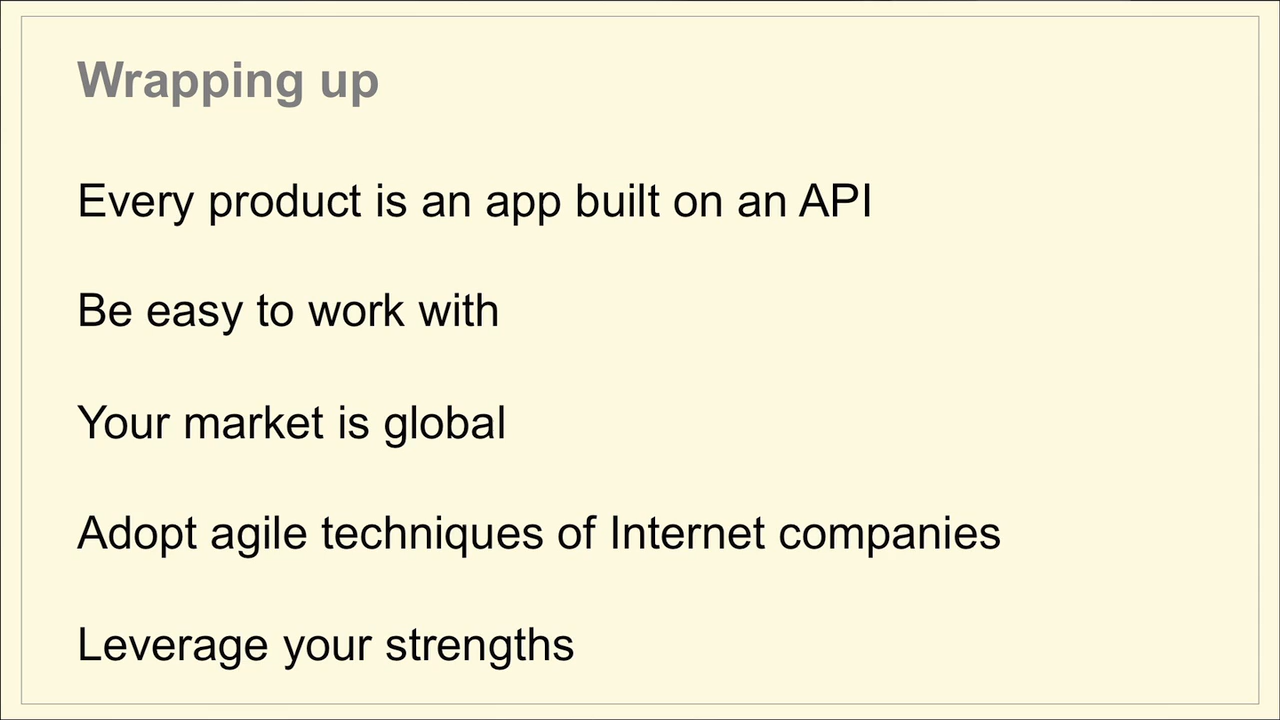 Wrapping up
Every product is an app built on an API
Be easy to work with
Your market is global
Adopt agile techniques of Internet companies
Leverage your strengths